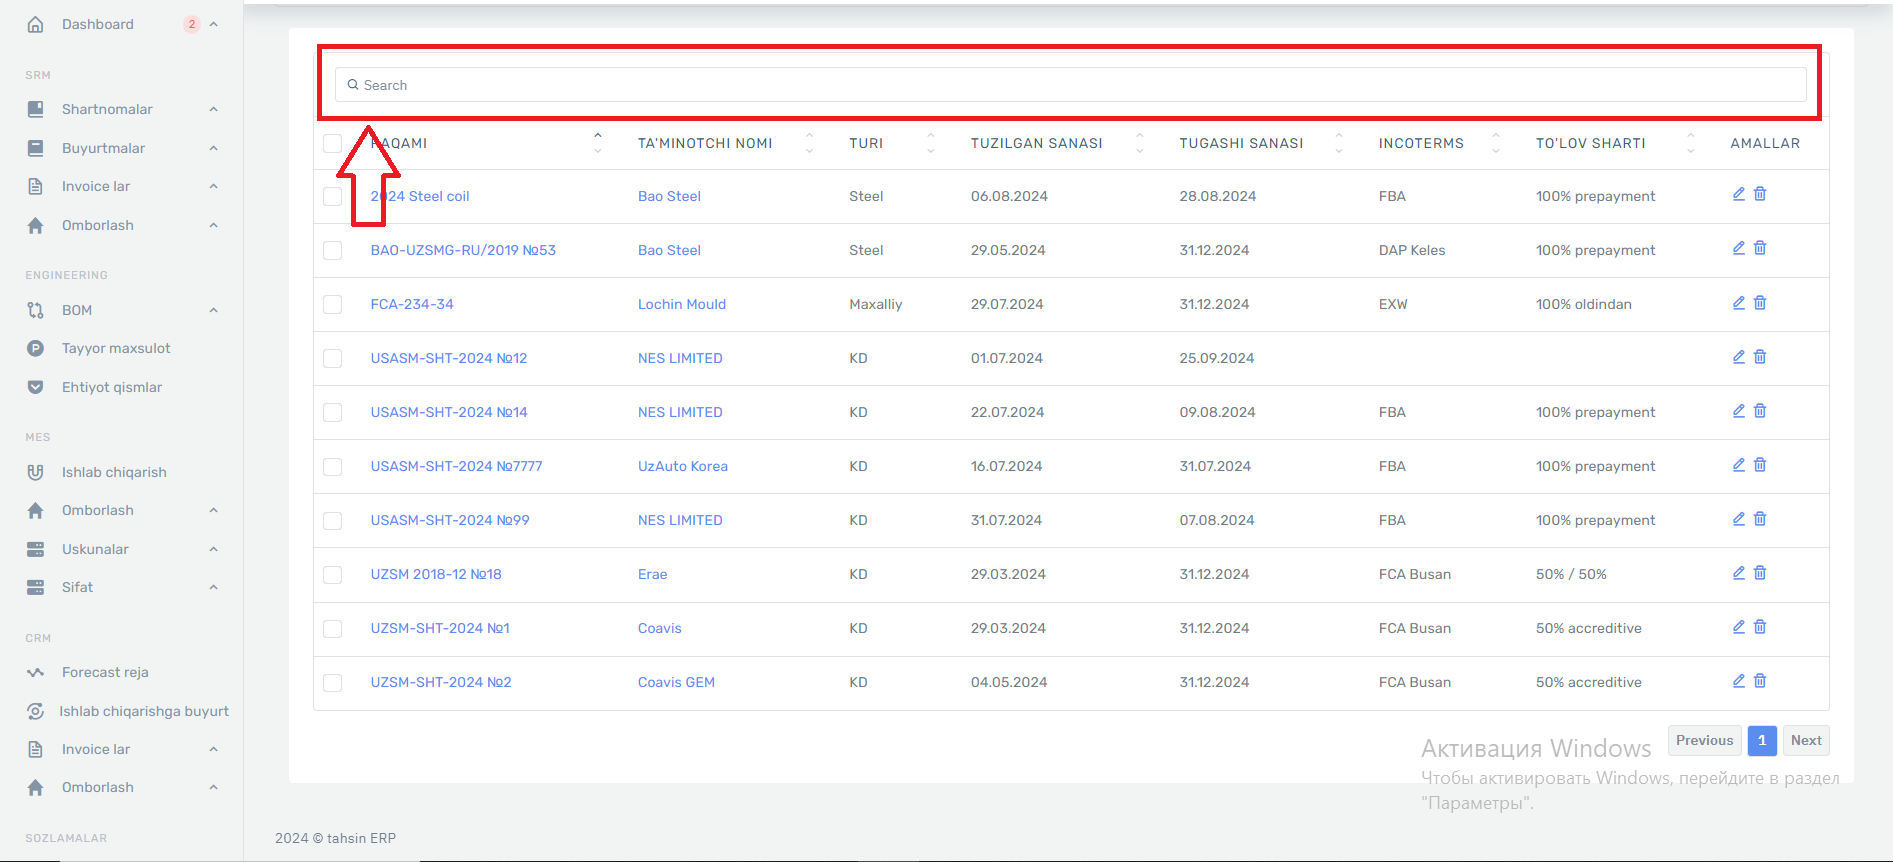 Dashboard 2
SRM
Shartnomalar
Buyurtmalar
Invoice lar
Omborlash
ENGINEERING
BOM
Tayyor maxsulot
Ehtiyot qismlar
MES
Ishlab chiqarish
Omborlash
Uskunalar
Sifat
CRM
Forecast reja
Ishlab chiqarishga buyurt
Invoice lar
Omborlash
SOZLAMALAR
Search
RAQAMI TA'MINOTCHI NOMI TURI TUZILGAN SANASI TUGASHI SANASI INCOTERMS TO'LOV SHARTI AMALLAR
2024 Steel coil Bao Steel Steel 06.08.2024 28.08.2024 FBA 100% prepayment
BAO-UZSMG-RU/2019 №53 Bao Steel Steel 29.05.2024 31.12.2024 DAP Keles 100% prepayment
FCA-234-34 Lochin Mould Maxalliy 29.07.2024 31.12.2024 EXW 100% oldindan
USASM-SHT-2024 №12 NES LIMITED KD 01.07.2024 25.09.2024
USASM-SHT-2024 №14 NES LIMITED KD 22.07.2024 09.08.2024 FBA 100% prepayment
USASM-SHT-2024 №7777 UzAuto Korea KD 16.07.2024 31.07.2024 FBA 100% prepayment
USASM-SHT-2024 №99 NES LIMITED KD 31.07.2024 07.08.2024 FBA 100% prepayment
UZSM 2018-12 №18 Erae KD 29.03.2024 31.12.2024 FCA Busan 50% / 50%
UZSM-SHT-2024 №1 Coavis KD 29.03.2024 31.12.2024 FCA Busan 50% accreditive
UZSM-SHT-2024 №2 Coavis GEM KD 04.05.2024 31.12.2024 FCA Busan 50% accreditive
Previous 1 Next
Активация Windows
Чтобы активировать Windows, перейдите в раздел
"Параметры".
2024 © tahsin ERP